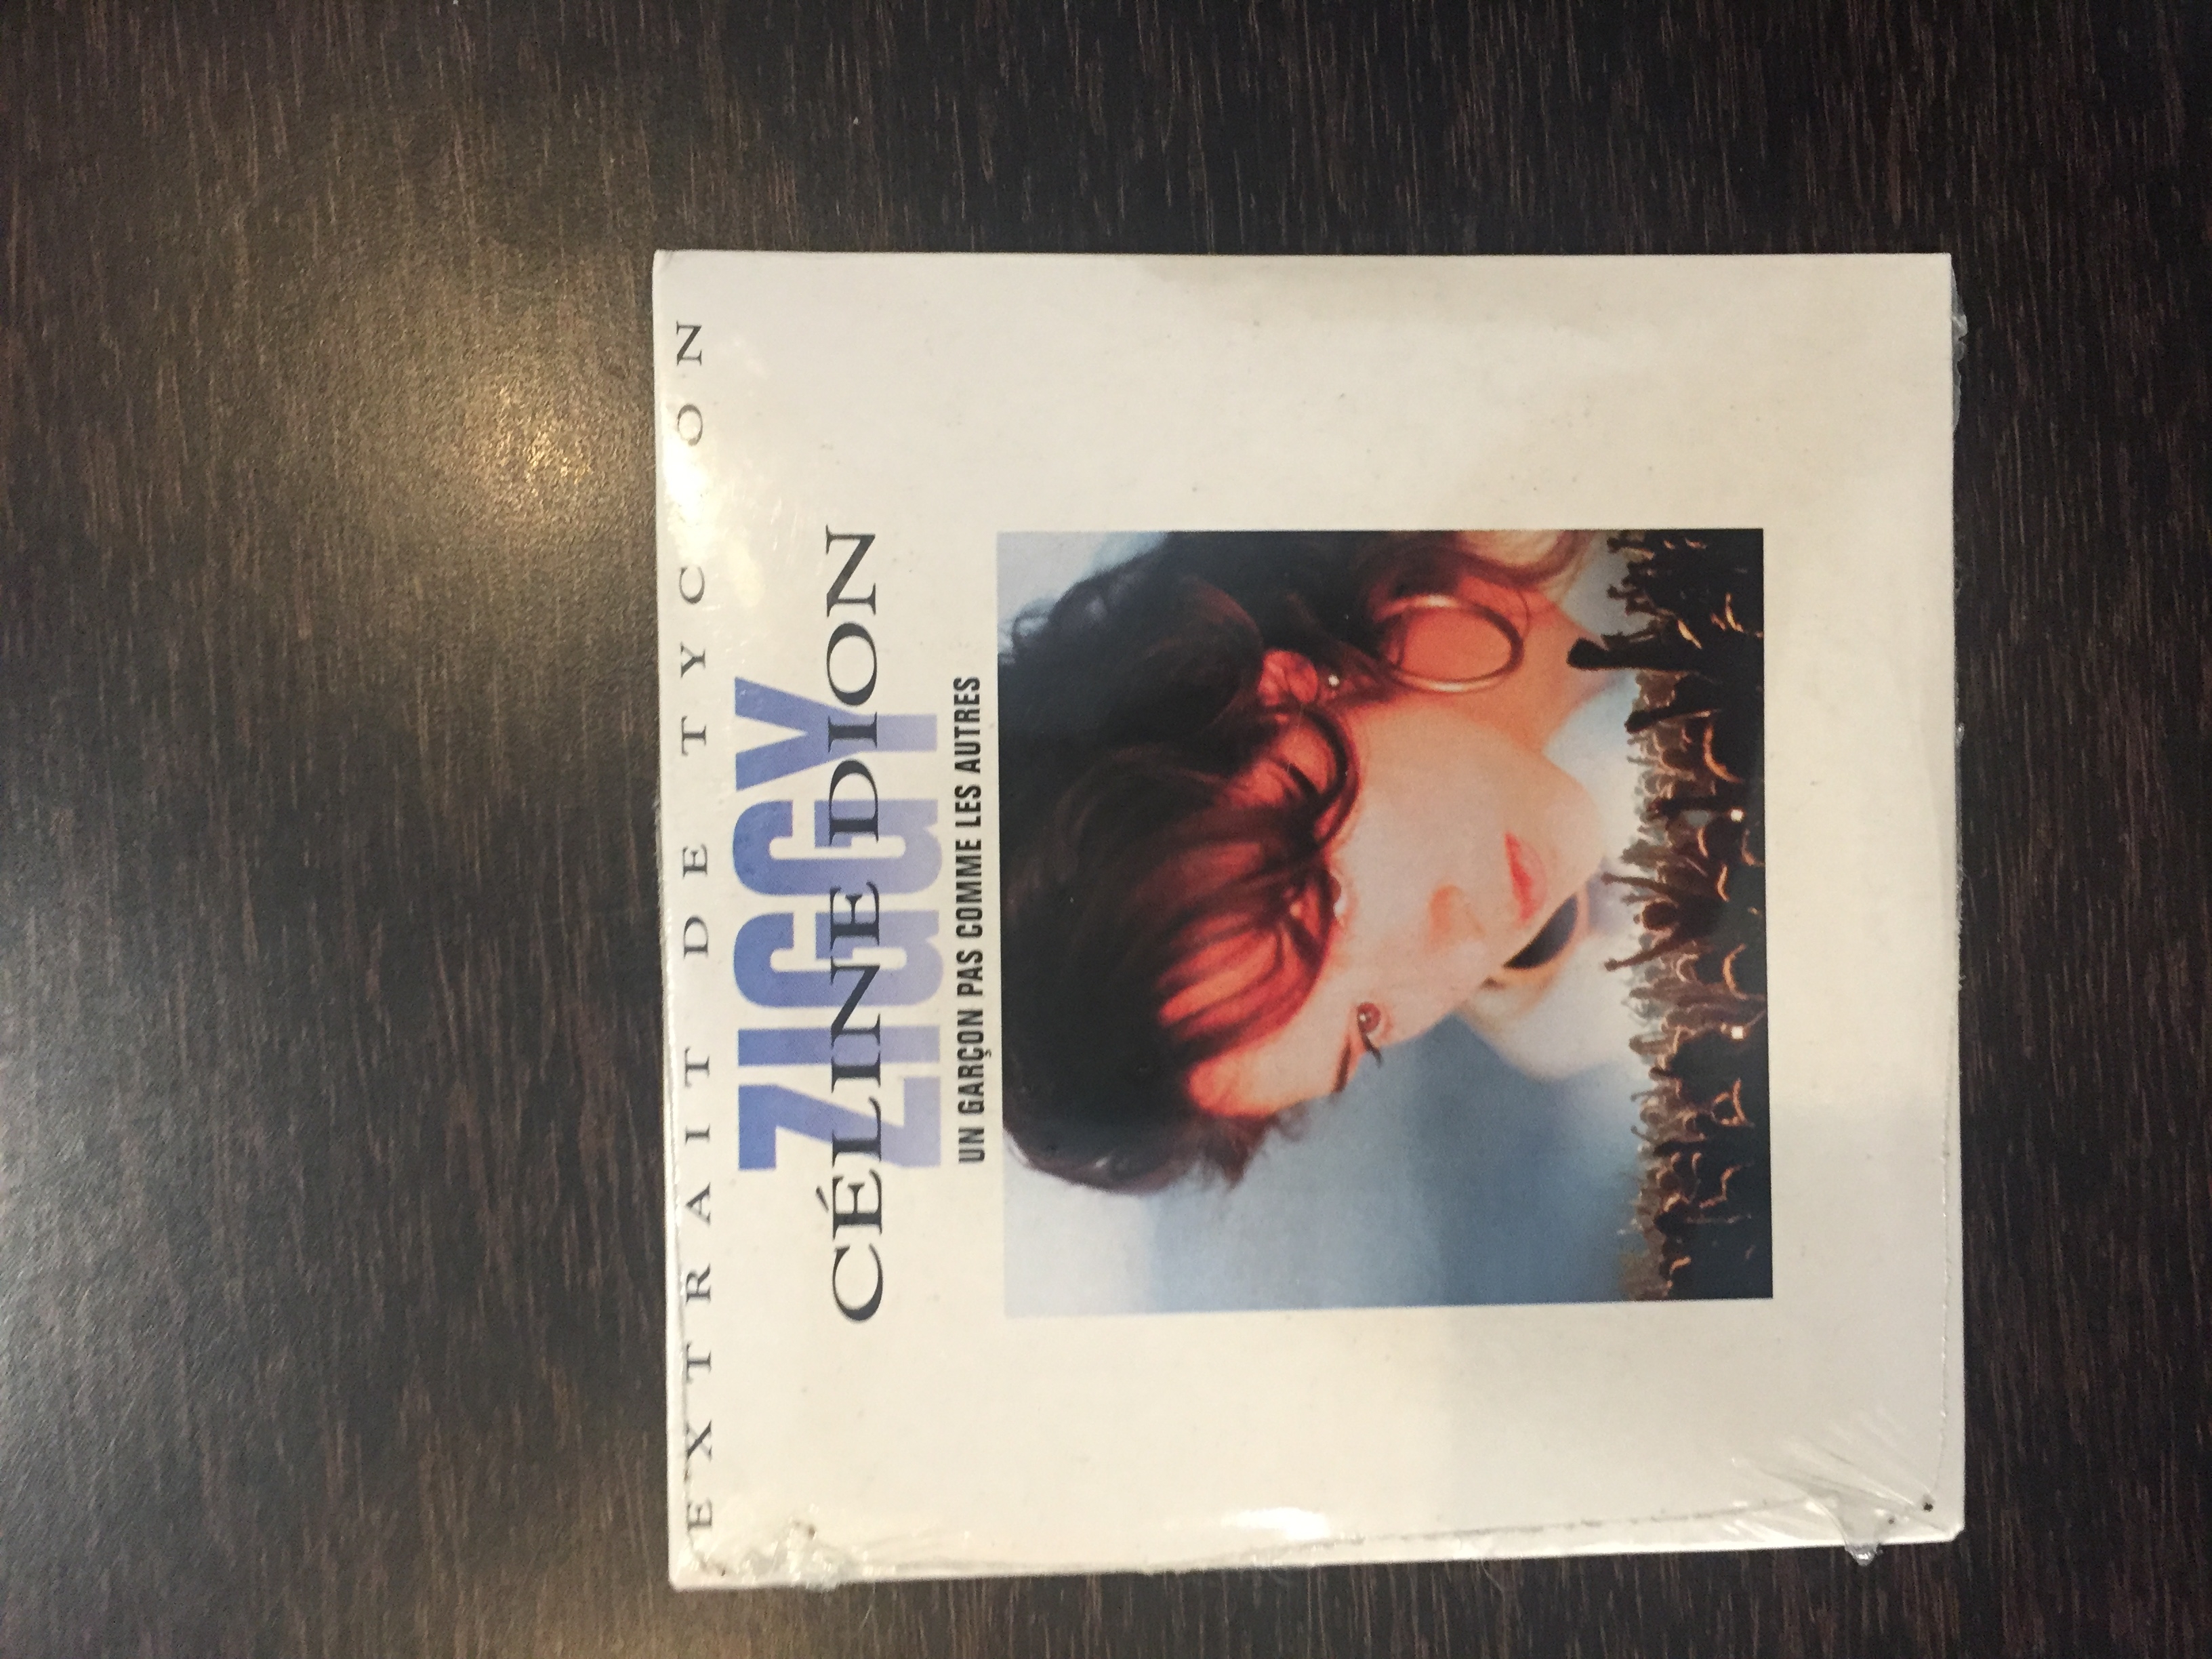 EXTRAIT DE TYCOON
ZIGGY
CÉLINE DION
UN GARÇON PAS COMME LES AUTRES